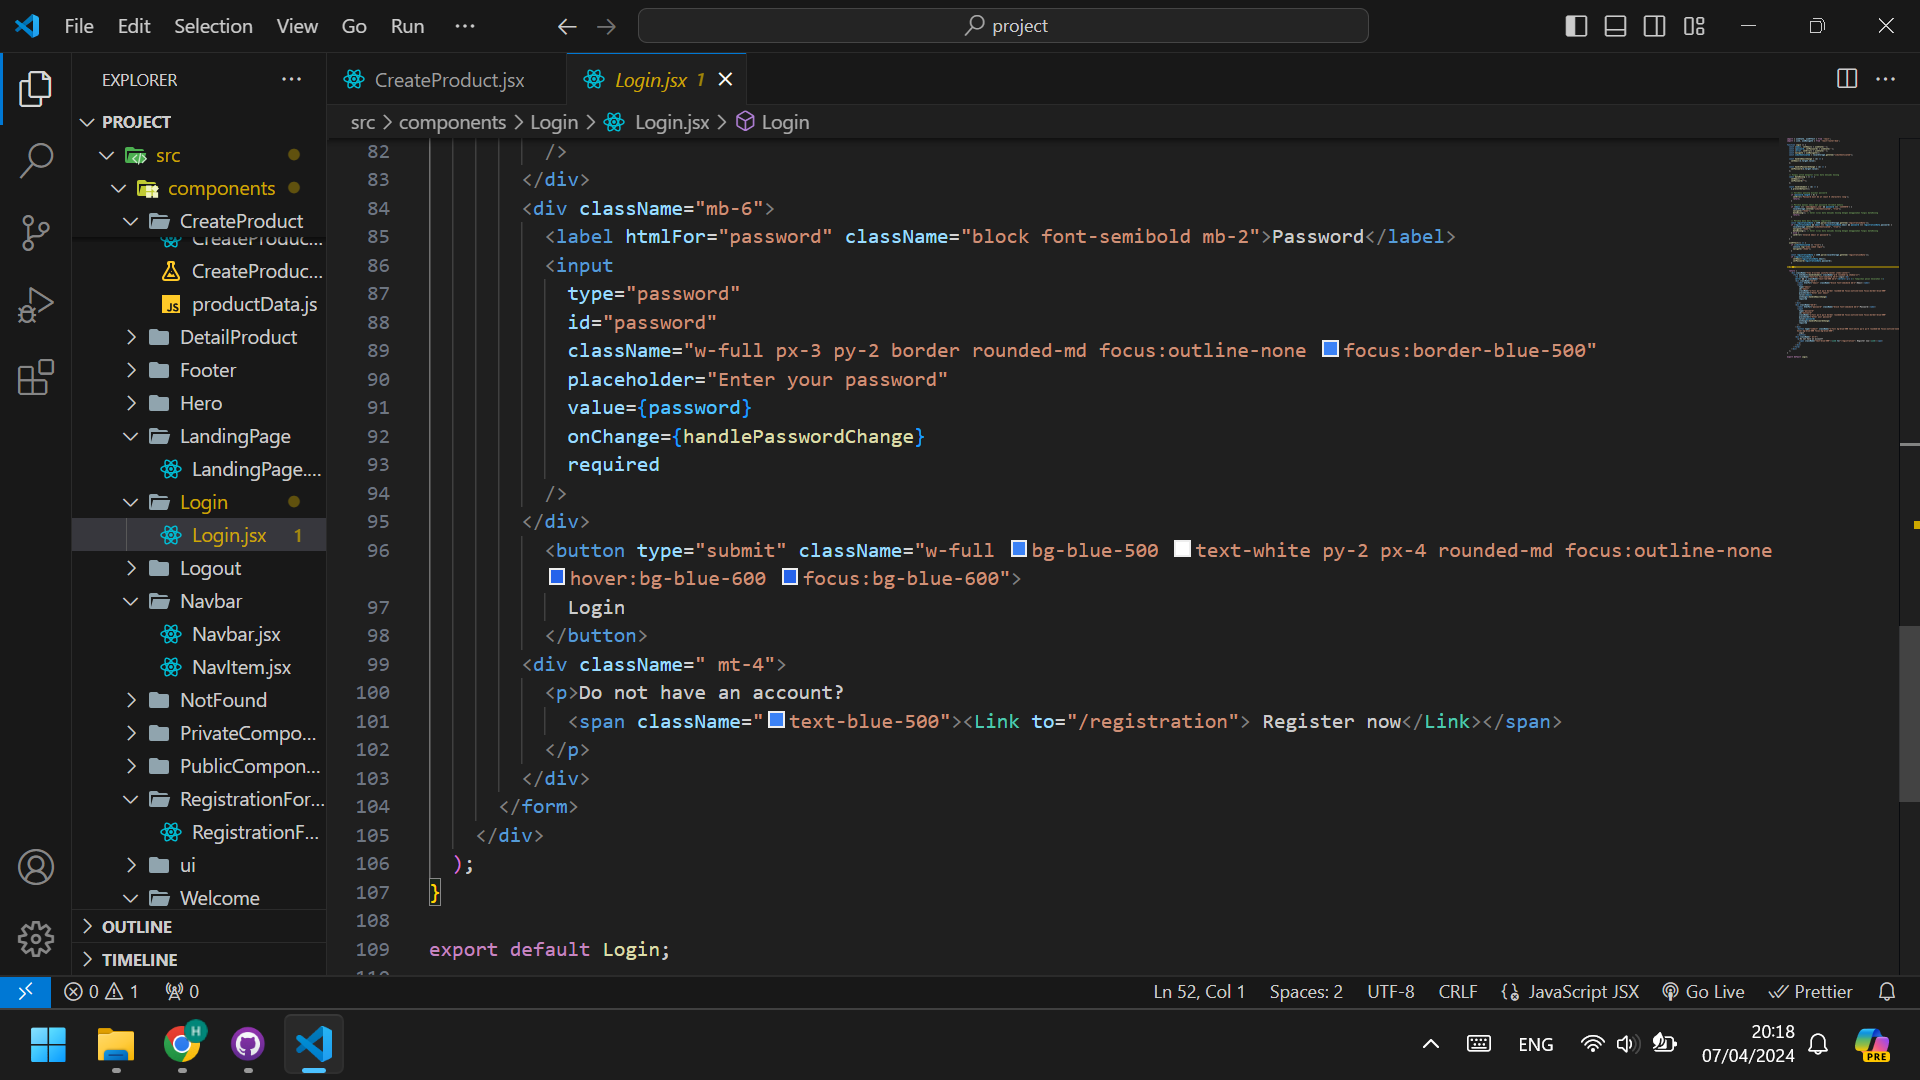 File Edit Selection View Go Run ...
project
EXPLORER
CreateProduct.jsx
Login.jsx 1
PROJECT
src > components > Login > Login.jsx > Login
src
components
CreateProduct
CreateProduc...
CreateProduc...
productData.js
DetailProduct
Footer
Hero
LandingPage
LandingPage....
Login
Login.jsx 1
Logout
Navbar
Navbar.jsx
NavItem.jsx
NotFound
PrivateCompo...
PublicCompon...
RegistrationFor...
RegistrationF...
ui
Welcome
OUTLINE
TIMELINE
82 />
83 </div>
84 <div className="mb-6">
85 <label htmlFor="password" className="block font-semibold mb-2">Password</label>
86 <input
87 type="password"
88 id="password"
89 className="w-full px-3 py-2 border rounded-md focus:outline-none focus:border-blue-500"
90 placeholder="Enter your password"
91 value={password}
92 onChange={handlePasswordChange}
93 required
94 />
95 </div>
96 <button type="submit" className="w-full bg-blue-500 text-white py-2 px-4 rounded-md focus:outline-none
hover:bg-blue-600 focus:bg-blue-600">
97 Login
98 </button>
99 <div className=" mt-4">
100 <p>Do not have an account?
101 <span className="text-blue-500"><Link to="/registration"> Register now</Link></span>
102 </p>
103 </div>
104 </form>
105 </div>
106 );
107 }
108
109 export default Login;
0 1 0
Ln 52, Col 1 Spaces: 2 UTF-8 CRLF JavaScript JSX Go Live Prettier
H
ENG
20:18
07/04/2024
PRE